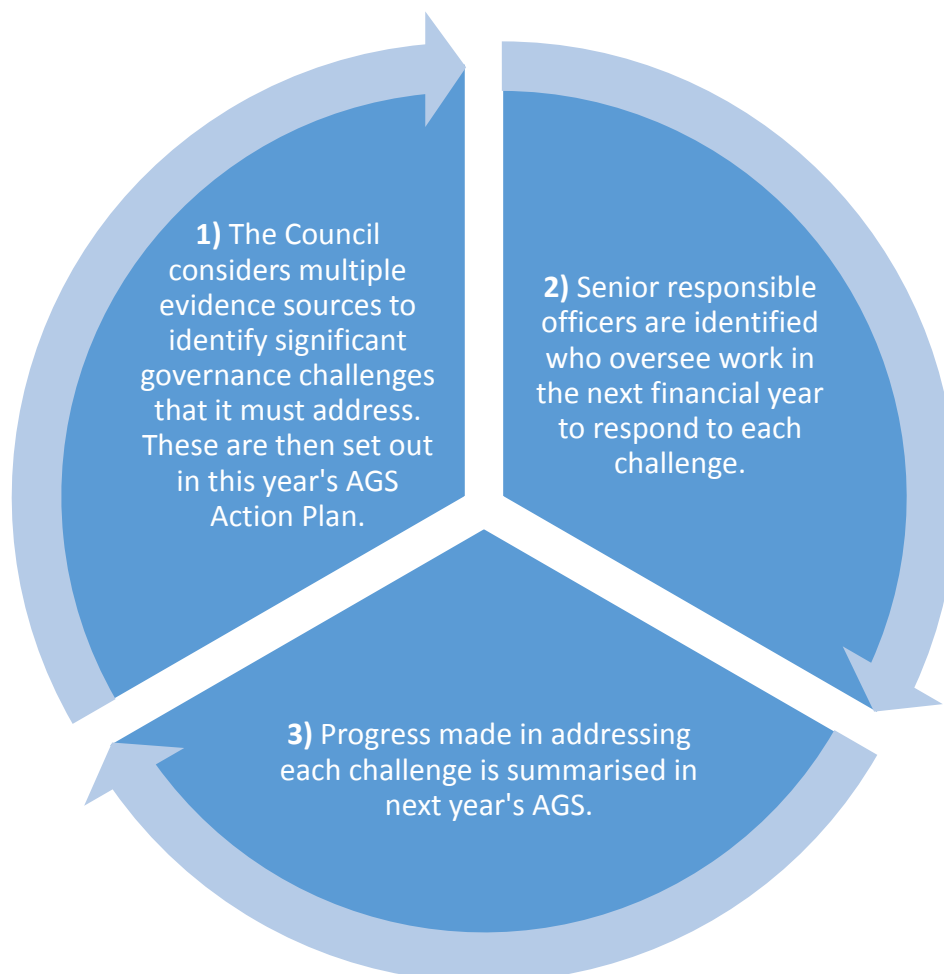 1) The Council
considers multiple
evidence sources to
identify significant
governance challenges
that it must address.
These are then set out
in this year's AGS
Action Plan.
2) Senior responsible
officers are identified
who oversee work in
the next financial year
to respond to each
challenge.
3) Progress made in addressing
each challenge is summarised in
next year's AGS.